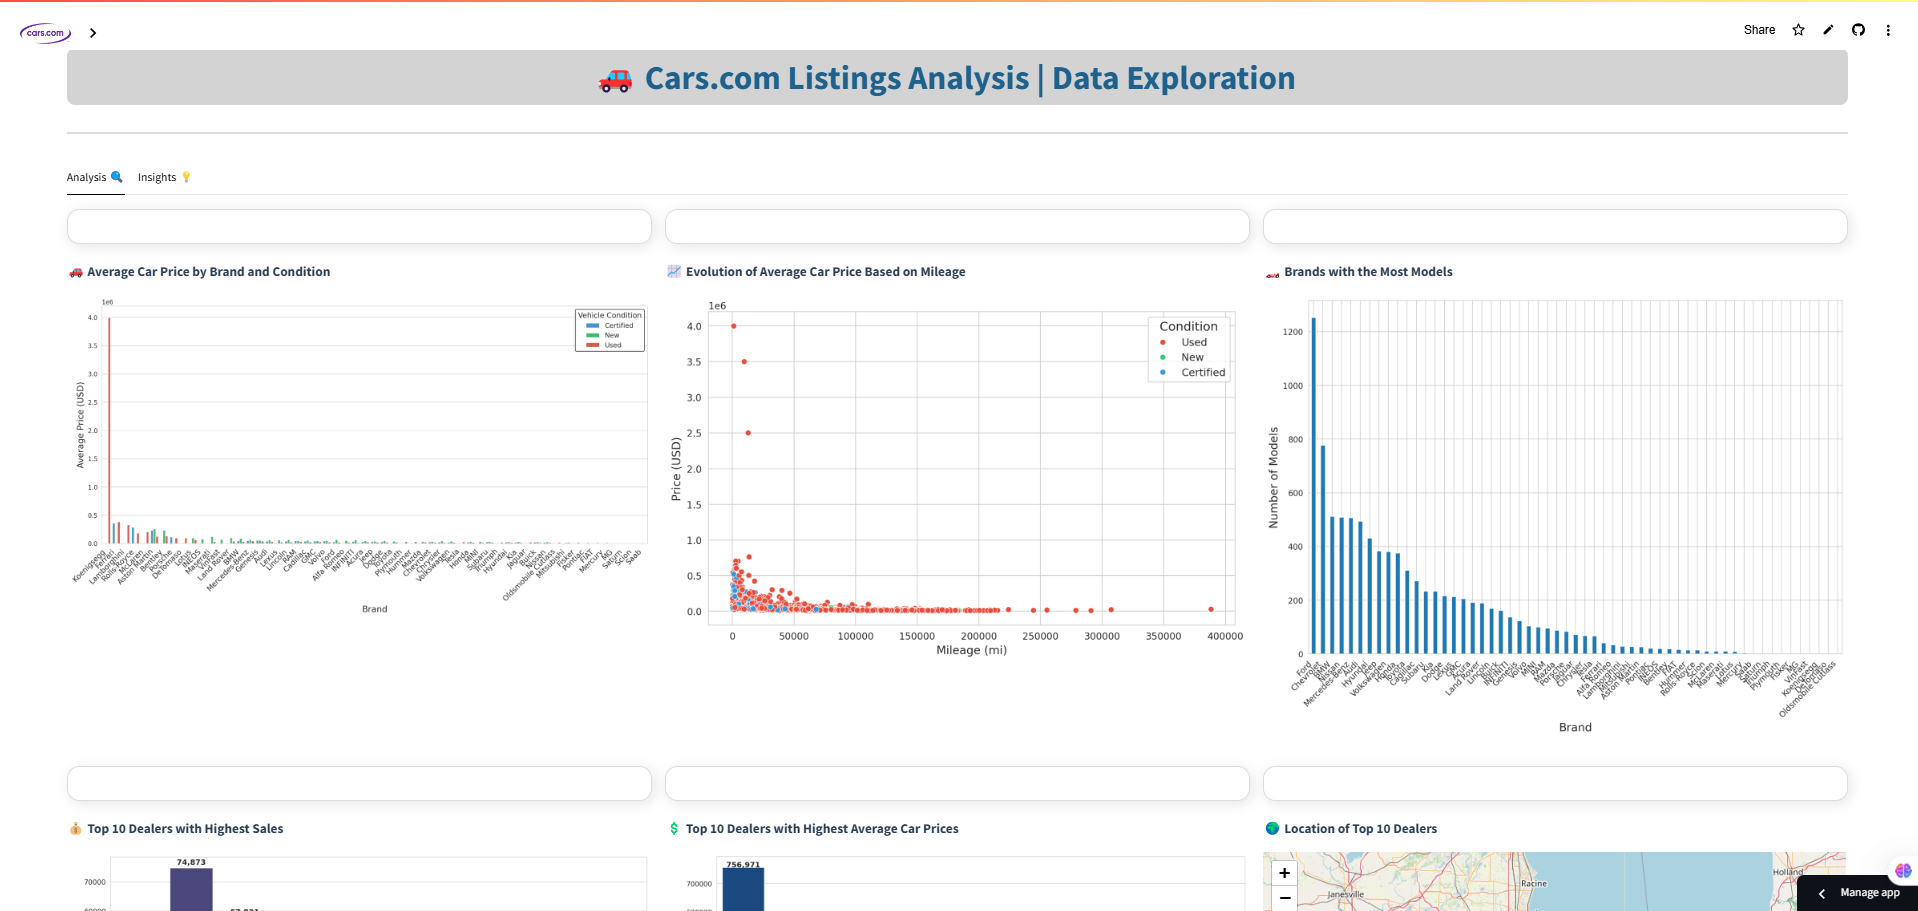 cars.com
Share
Cars.com Listings Analysis | Data Exploration
Analysis
Insights
Average Car Price by Brand and Condition
1e6
4.0
3.5
3.0
2.5
2.0
1.5
1.0
0.5
0.0
Average Price (USD)
Vehicle Condition
Certified
New
Used
Koenigsegg
Ferrari
Lamborghini
Rolls-Royce
McLaren
Aston Martin
Bentley
Porsche
DeTomaso
Lotus
INEOS
Maserati
VinFast
Land Rover
BMW
Mercedes-Benz
Genesis
Audi
Lexus
Lincoln
RAM
Cadillac
GMC
Volvo
Ford
Alfa Romeo
INFINITI
Acura
Jeep
Dodge
Toyota
Plymouth
Hummer
Mazda
Chevrolet
Chrysler
Volkswagen
Tesla
Honda
MINI
Subaru
Hyundai
Kia
Jaguar
Buick
Nissan
Oldsmobile Cutlass
Mitsubishi
Fisker
Pontiac
FIAT
Mercury
MG
Saturn
Scion
Saab
Brand
Evolution of Average Car Price Based on Mileage
1e6
4.0
3.5
3.0
2.5
2.0
1.5
1.0
0.5
0.0
Price (USD)
Condition
Used
New
Certified
0
50000
100000
150000
200000
250000
300000
350000
400000
Mileage (mi)
Brands with the Most Models
1200
1000
800
600
400
200
0
Number of Models
Ford
Chevrolet
BMW
Nissan
Mercedes-Benz
Audi
Hyundai
Jeep
Volkswagen
Honda
Toyota
Cadillac
Subaru
Kia
Dodge
Lexus
GMC
Acura
Land Rover
Lincoln
Buick
INFINITI
Genesis
Volvo
MINI
RAM
Mazda
Porsche
Jaguar
Chrysler
Tesla
Ferrari
Alfa Romeo
Lamborghini
Mitsubishi
Aston Martin
Pontiac
INEOS
Bentley
FIAT
Hummer
Rolls-Royce
Scion
McLaren
Lotus
Maserati
Mercury
Saab
Saturn
Triumph
Plymouth
Fisker
MG
VinFast
Koenigsegg
DeTomaso
Oldsmobile Cutlass
Brand
Top 10 Dealers with Highest Sales
74,873
70000
Top 10 Dealers with Highest Average Car Prices
756,971
700000
Location of Top 10 Dealers
+
−
Janesville
Racine
Holland
Manage app